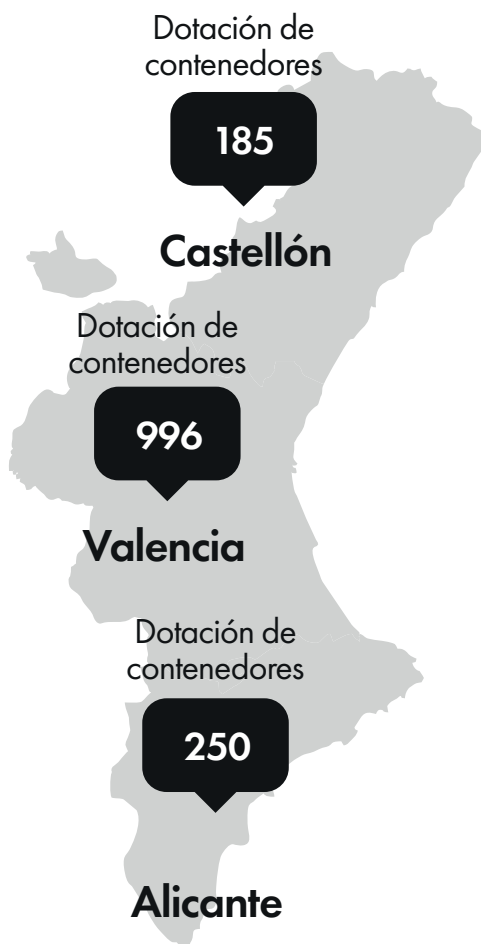 Dotación de
contenedores
185
Castellón
Dotación de
contenedores
996
Valencia
Dotación de
contenedores
250
Alicante